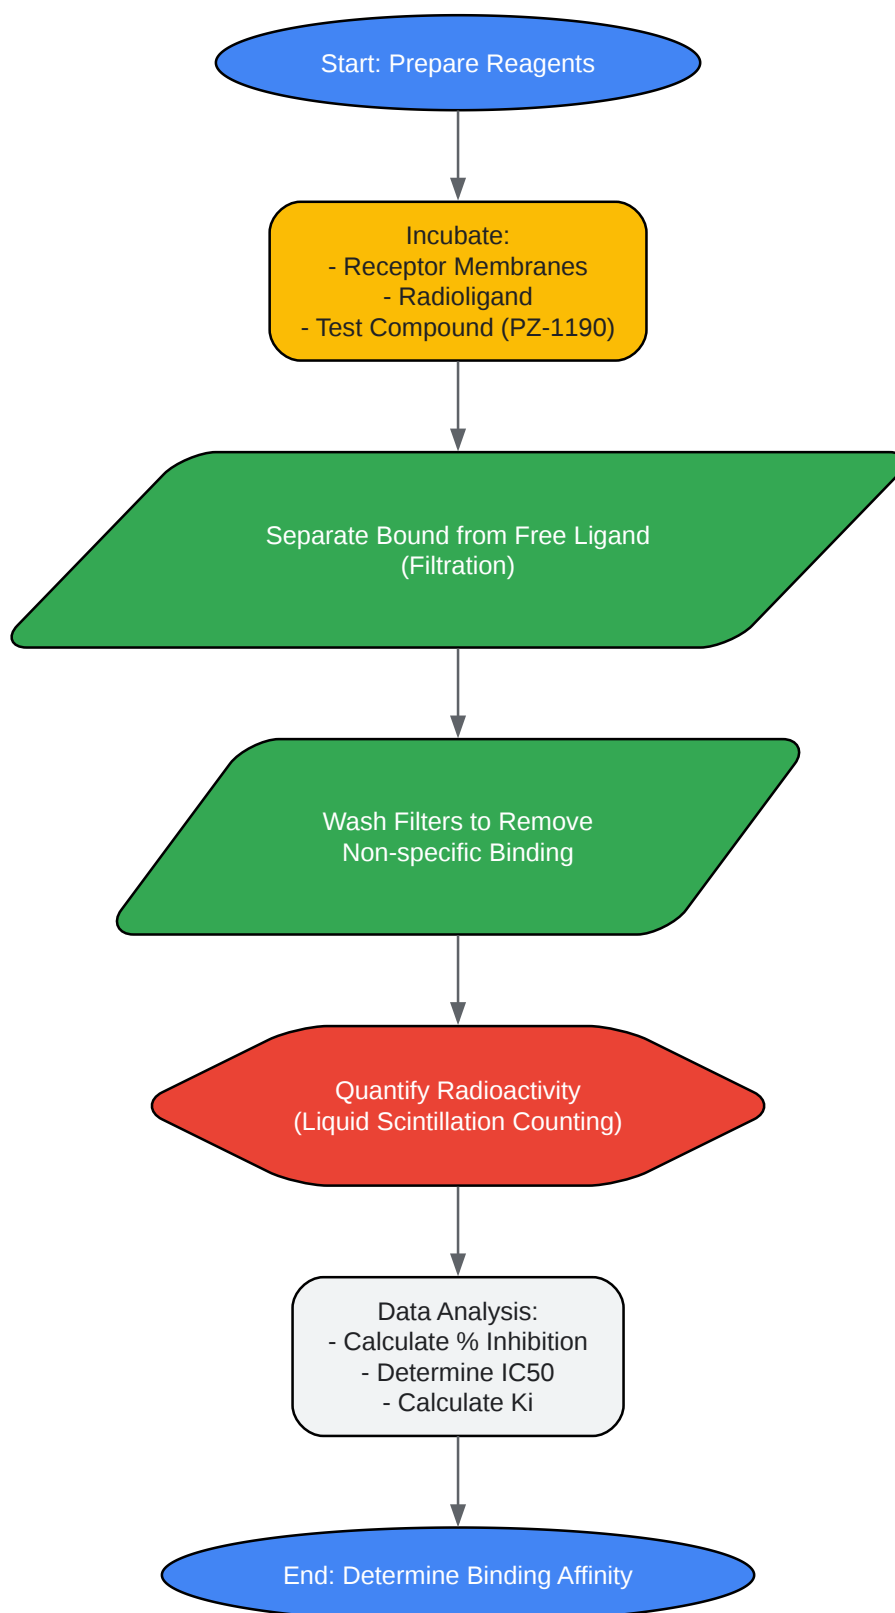 Start: Prepare Reagents
Incubate:
- Receptor Membranes
- Radioligand
- Test Compound (PZ-1190)
Separate Bound from Free Ligand
(Filtration)
Wash Filters to Remove
Non-specific Binding
Quantify Radioactivity
(Liquid Scintillation Counting)
Data Analysis:
- Calculate % Inhibition
- Determine IC50
- Calculate Ki
End: Determine Binding Affinity